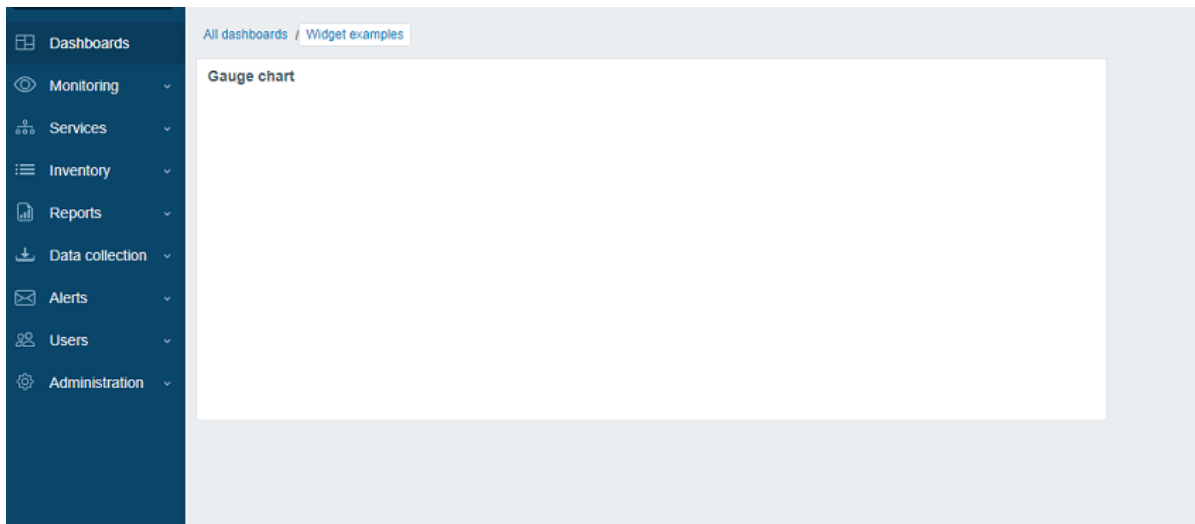 Dashboards
Monitoring
Services
Inventory
Reports
Data collection
Alerts
Users
Administration
All dashboards / Widget examples
Gauge chart